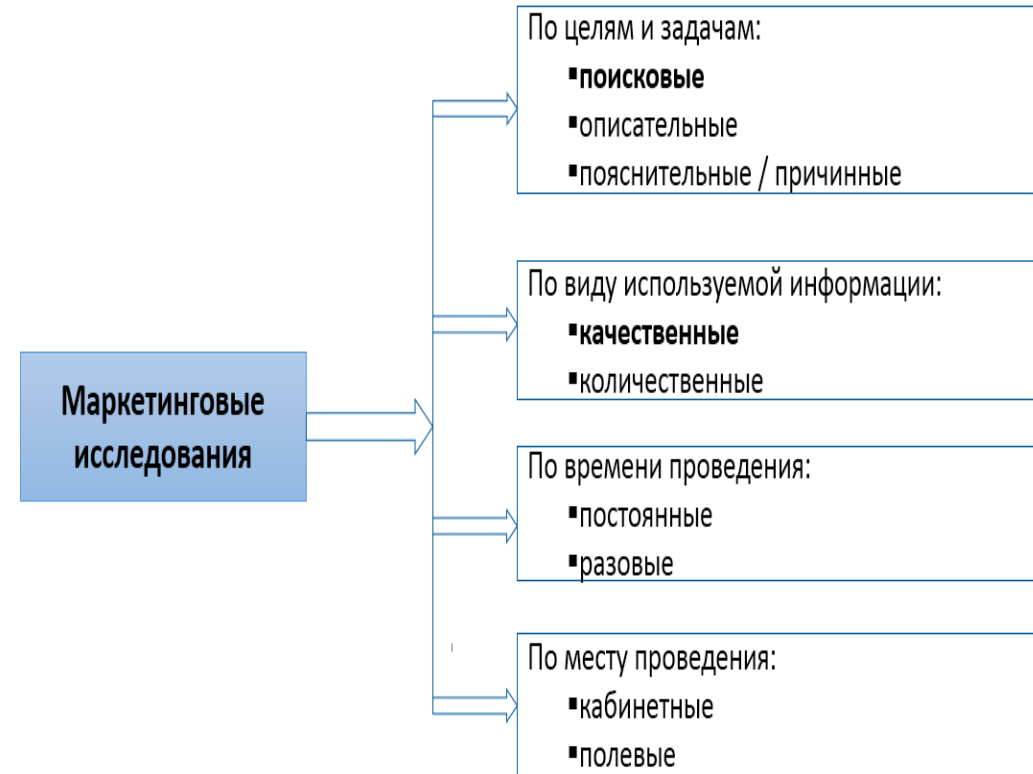 Маркетинговые
исследования
По целям и задачам:
▪поисковые
▪описательные
▪пояснительные / причинные
По виду используемой информации:
▪качественные
▪количественные
По времени проведения:
▪постоянные
▪разовые
По месту проведения:
▪кабинетные
▪полевые